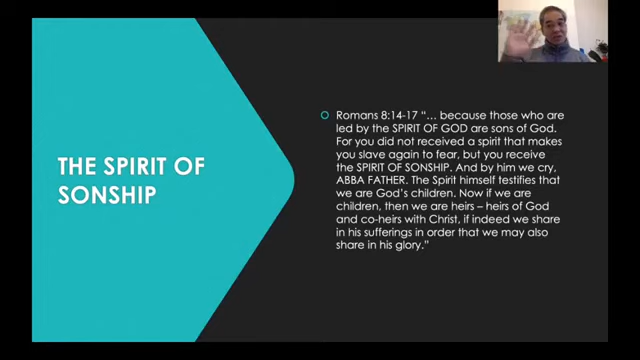 THE SPIRIT OF
SONSHIP
Romans 8:14-17 “… because those who are
led by the SPIRIT OF GOD are sons of God.
For you did not received a spirit that makes
you slave again to fear, but you receive
the SPIRIT OF SONSHIP. And by him we cry,
ABBA FATHER. The Spirit himself testifies that
we are God’s children. Now if we are
children, then we are heirs – heirs of God
and co-heirs with Christ, if indeed we share
in his sufferings in order that we may also
share in his glory.”